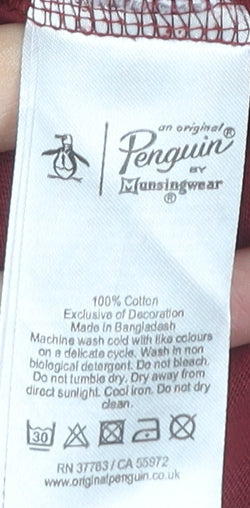 an original
Penguin®
BY
Munsingwear
®
100% Cotton
Exclusive of Decoration
Made in Bangladesh
Machine wash cold with like colours
on a delicate cycle. Wash in non
biological detergent. Do not bleach.
Do not tumble dry. Dry away from
direct sunlight. Cool iron. Do not dry
clean.
30
RN 37763 / CA 55972
www.originalpenguin.co.uk